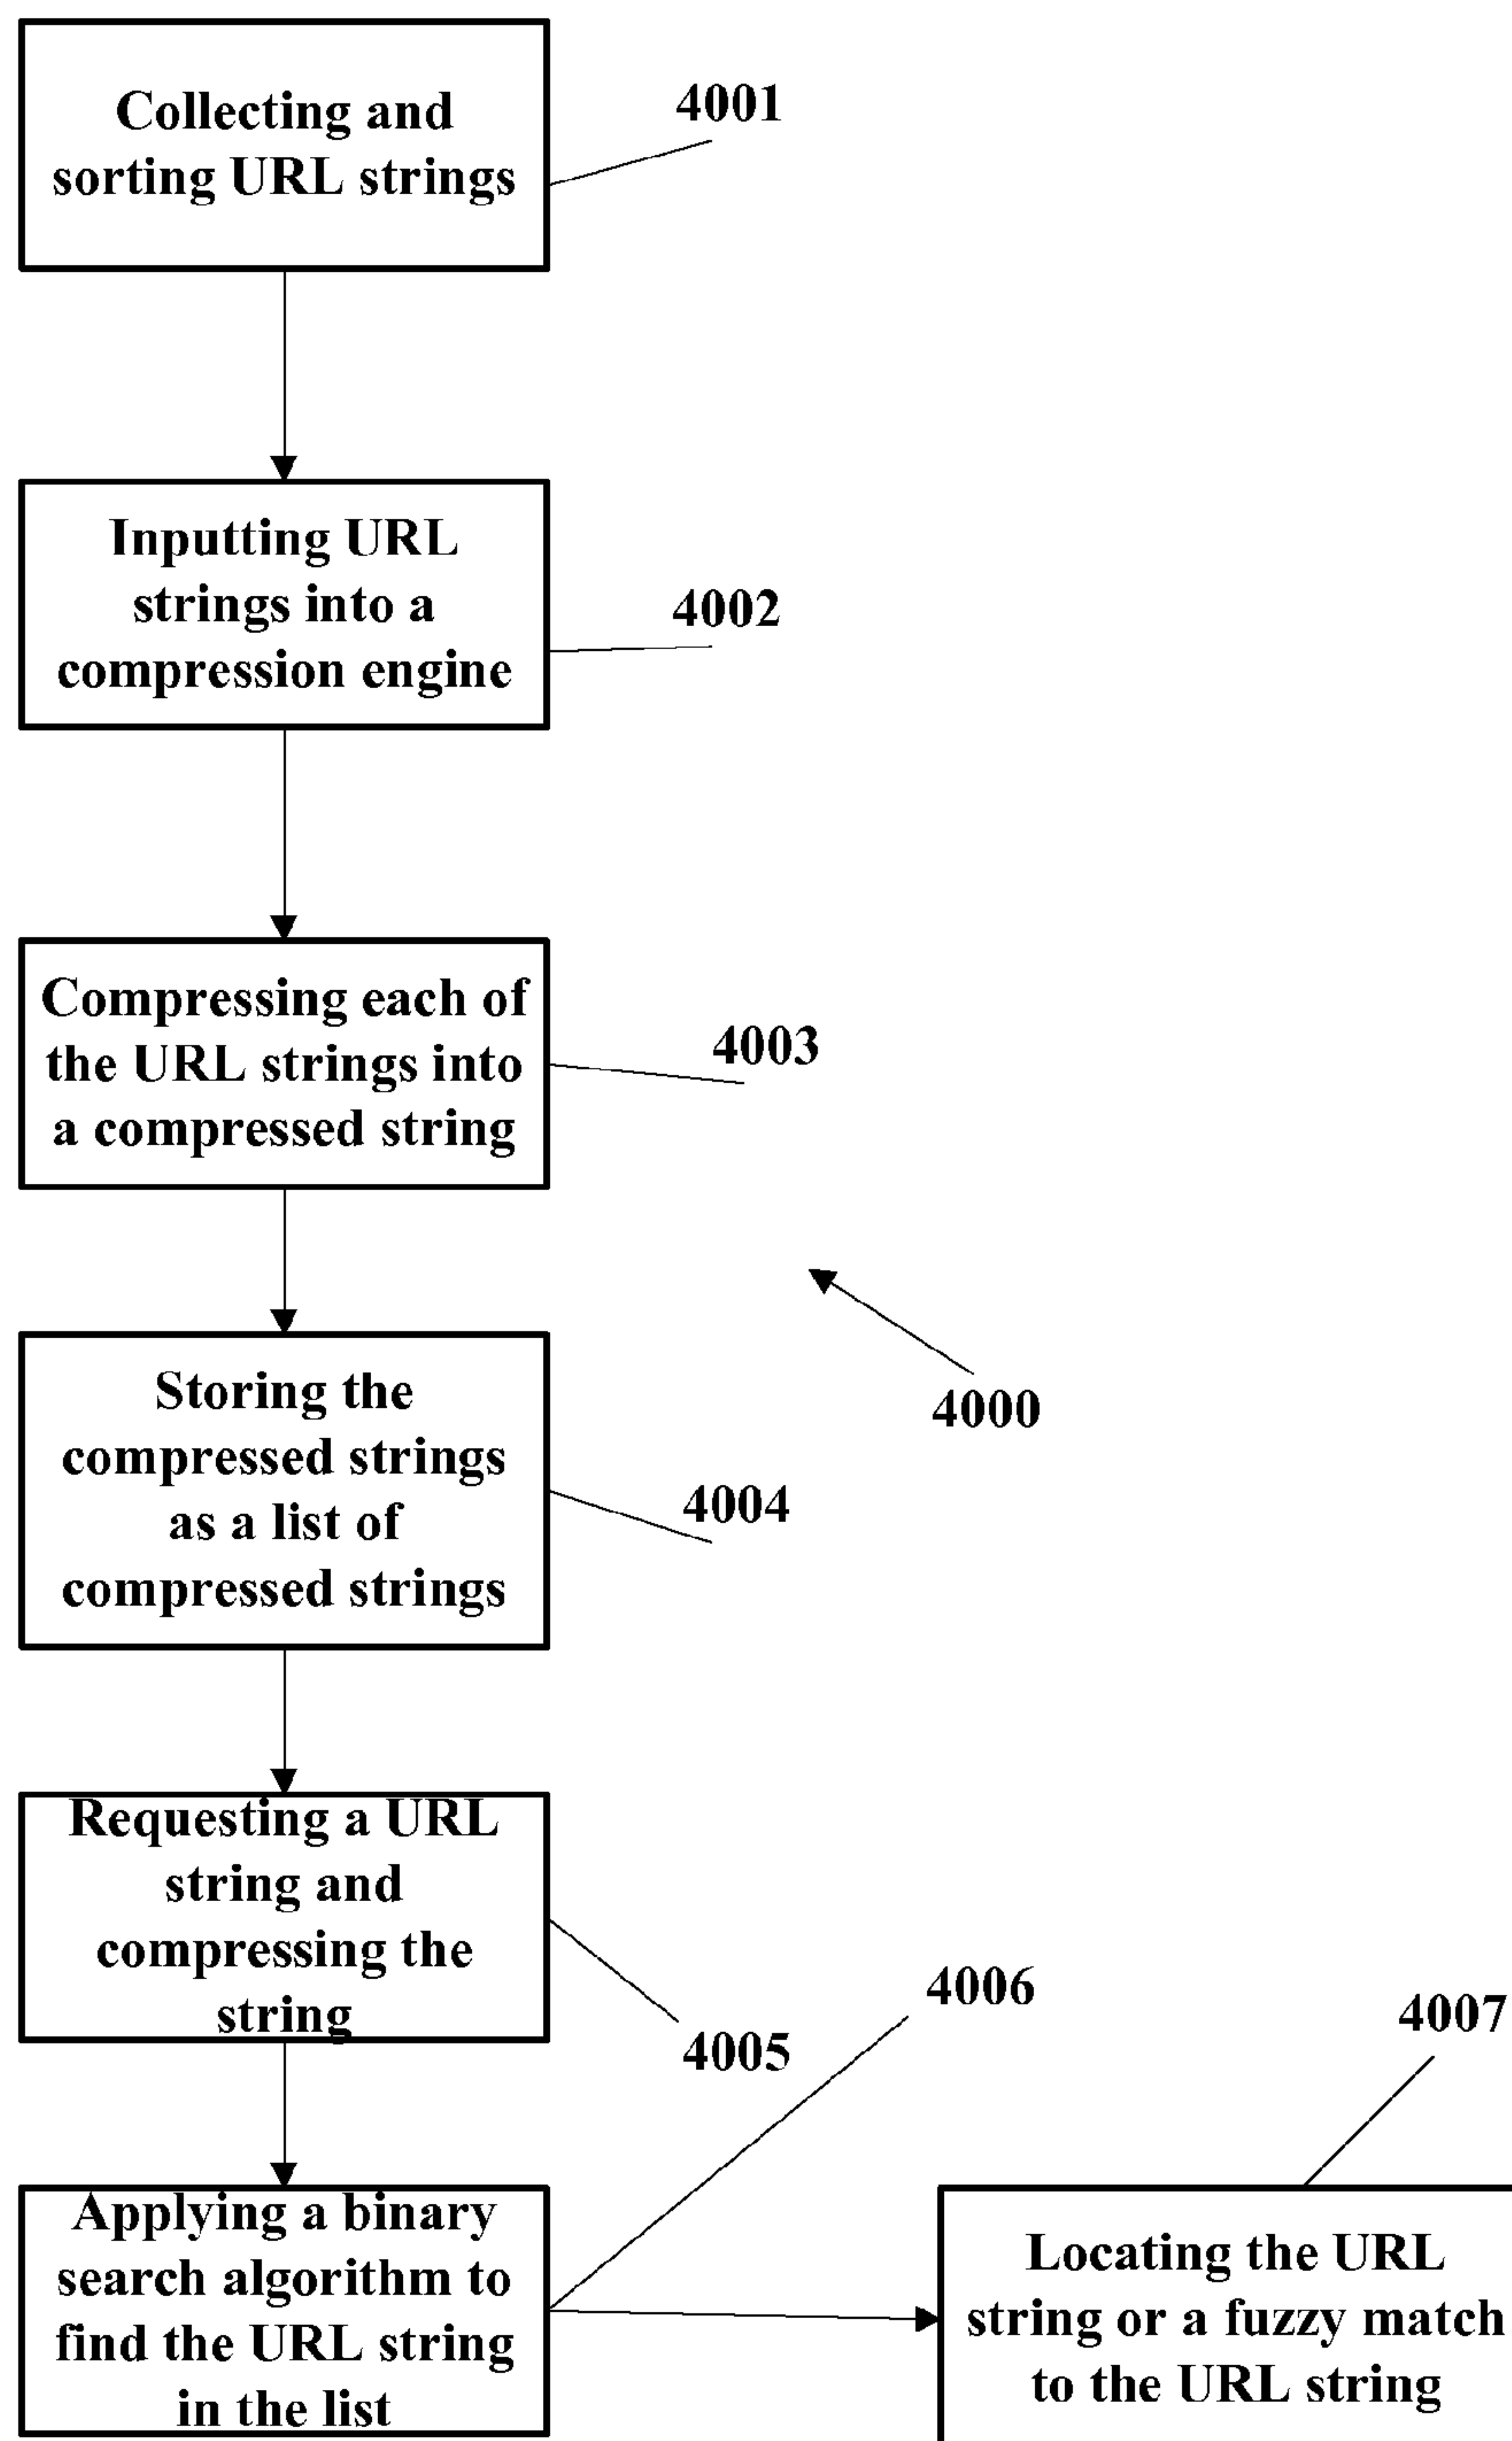 Collecting and
sorting URL strings
4001
Inputting URL
strings into a
compression engine
4002
Compressing each of
the URL strings into
a compressed string
4003
4000
Storing the
compressed strings
as a list of
compressed strings
4004
Requesting a URL
string and
compressing the
string
4005
4006
4007
Applying a binary
search algorithm to
find the URL string
in the list
Locating the URL
string or a fuzzy match
to the URL string